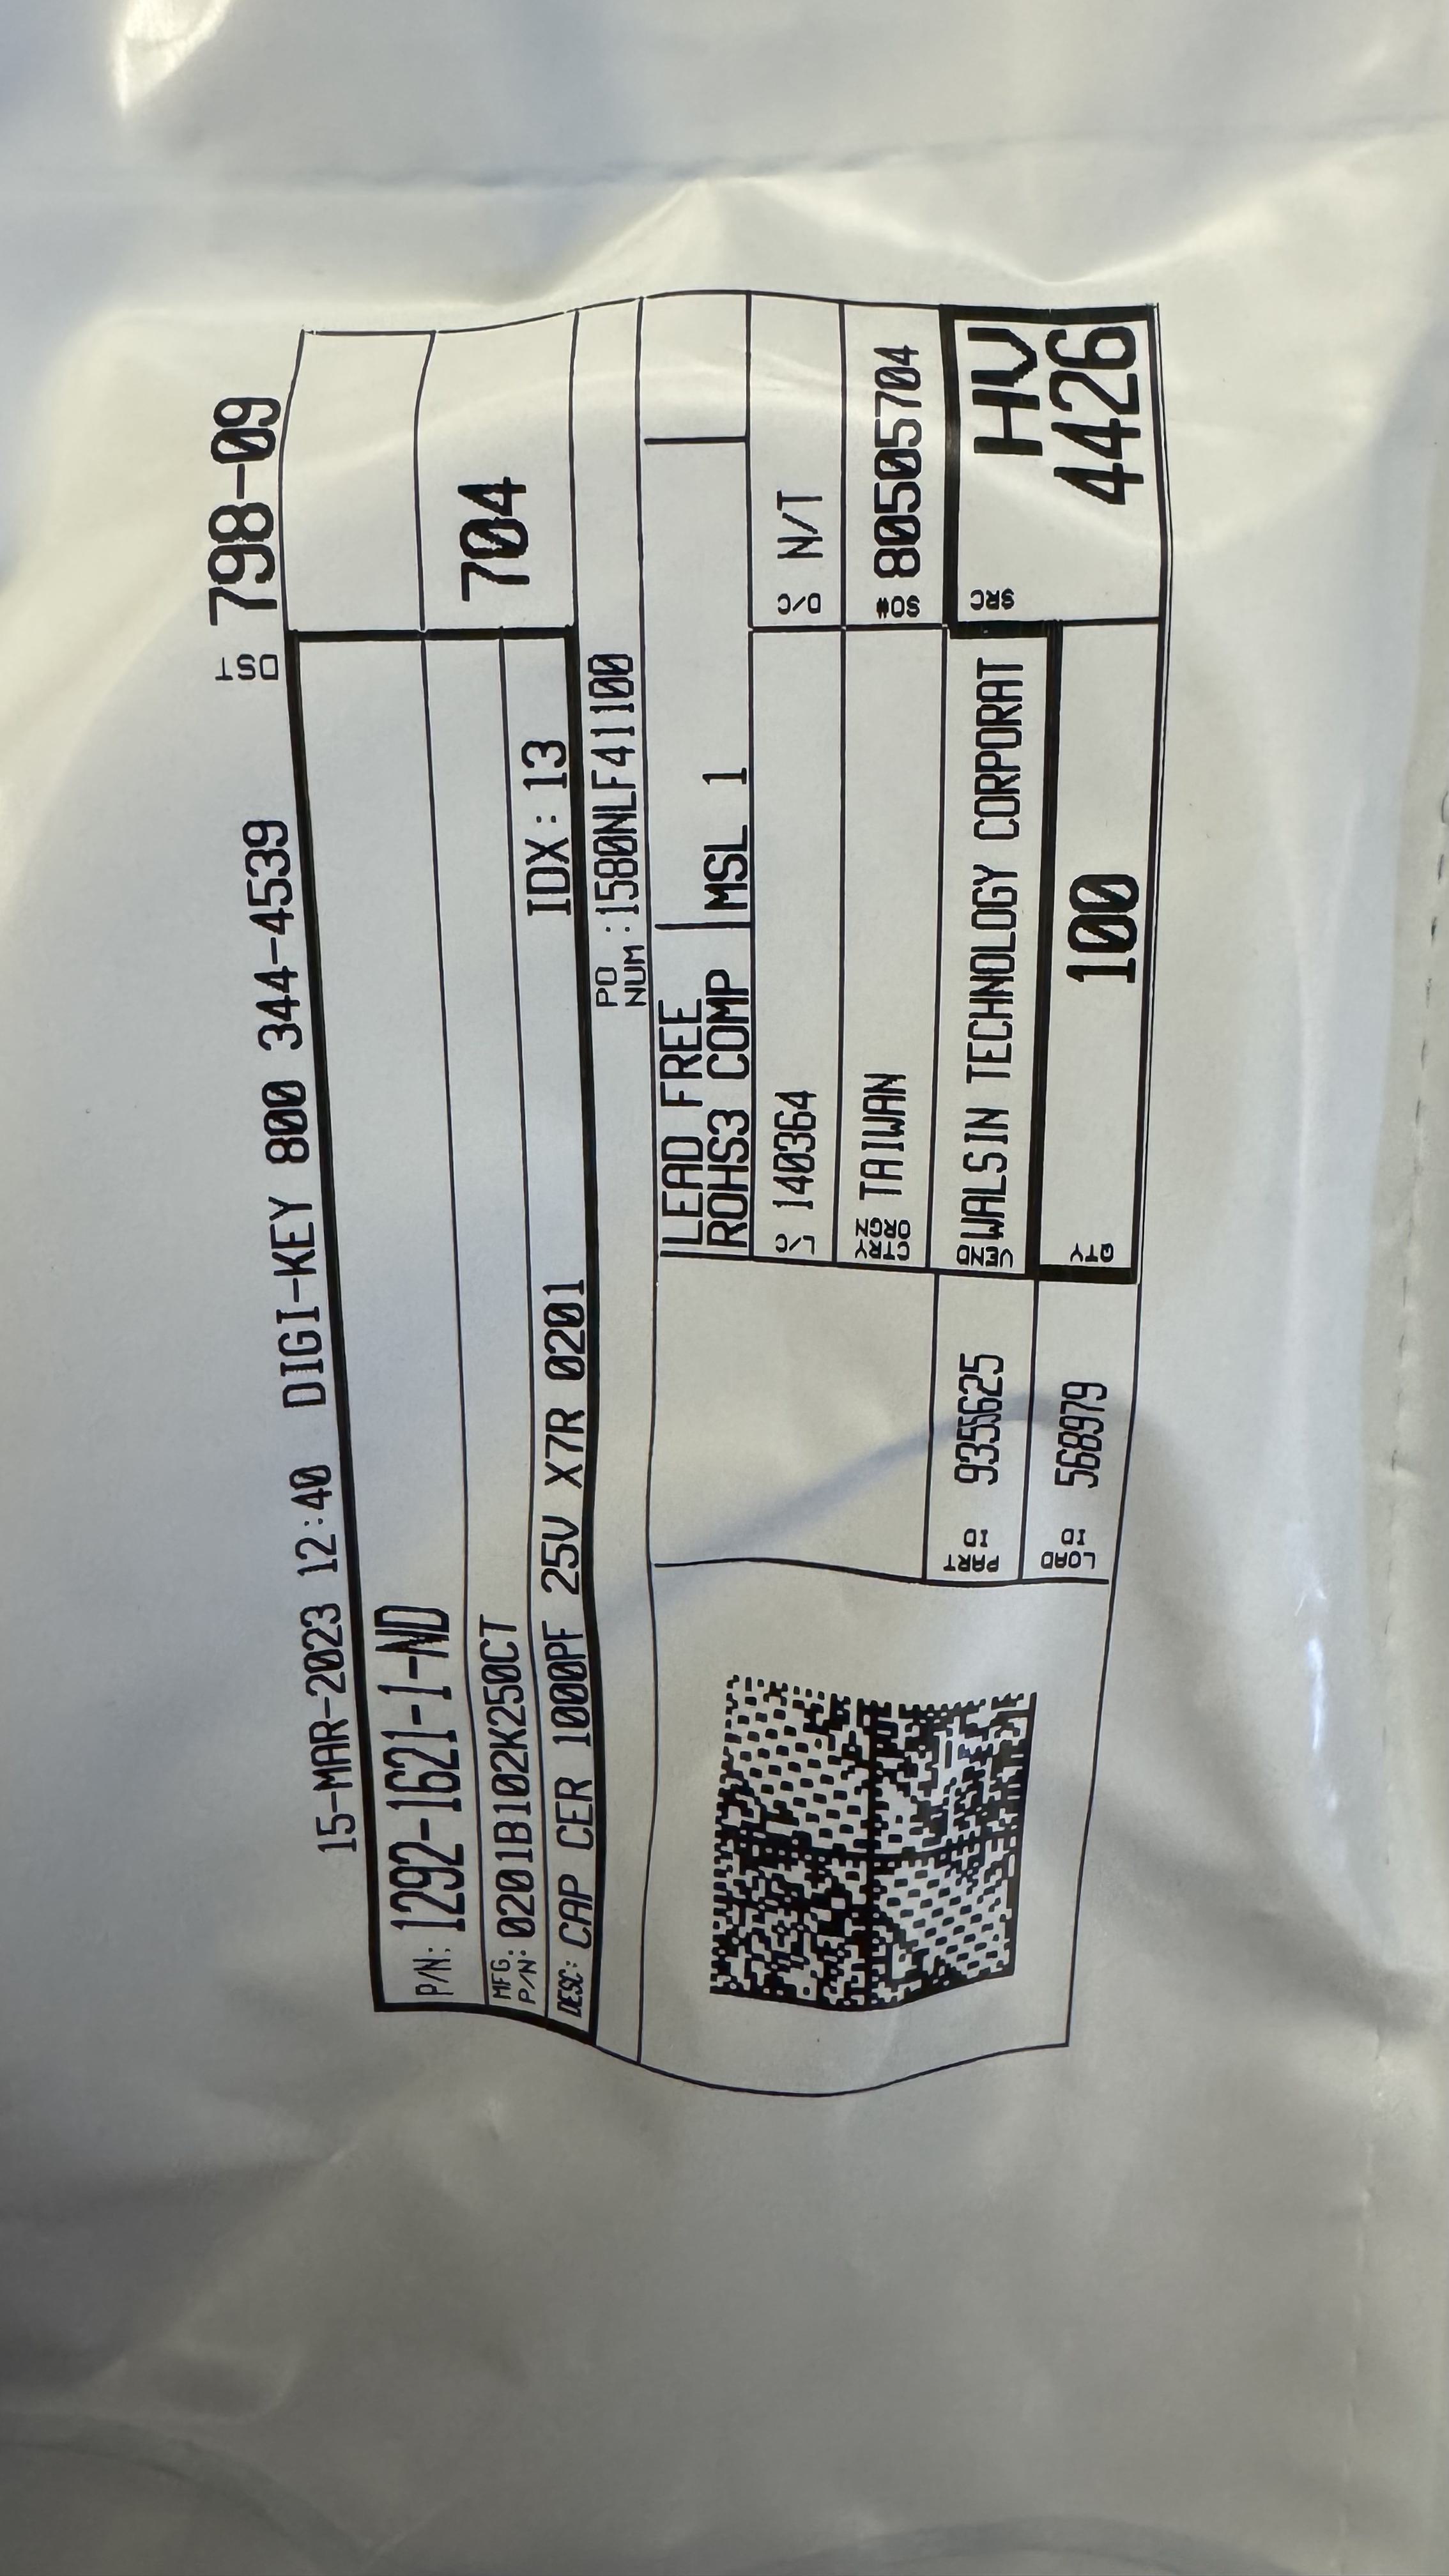 DST 798-09
15-MAR-2023 12:40 DIGI-KEY 800 344-4539
P/N: 1292-1621-1-ND
MFG P/N: 0201B102K250CT
704
DESC: CAP CER 1000PF 25V X7R 0201 IDX: 13
PO NUM: 1580NLF41100
LEAD FREE
ROHS3 COMP MSL 1
L/C 140364 D/C N/T
CTRY ORGZ TAIWAN SO# 80505704
PART ID 9355625 VEND WALSIN TECHNOLOGY CORPORAT SRC HV
LOAD ID 568979 QTY 100 4426